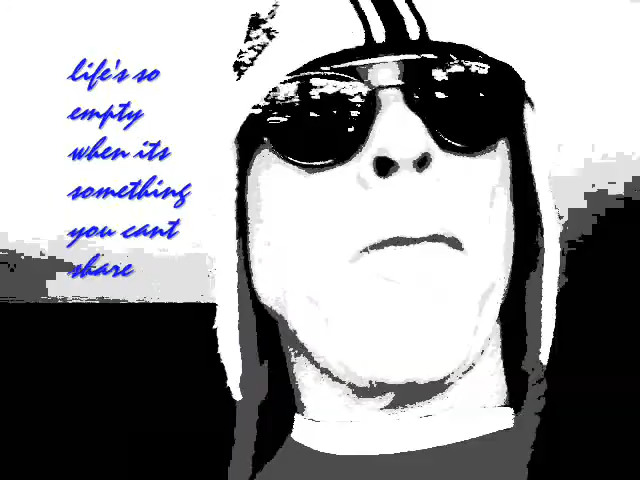 life's so
empty
when its
something
you cant
share